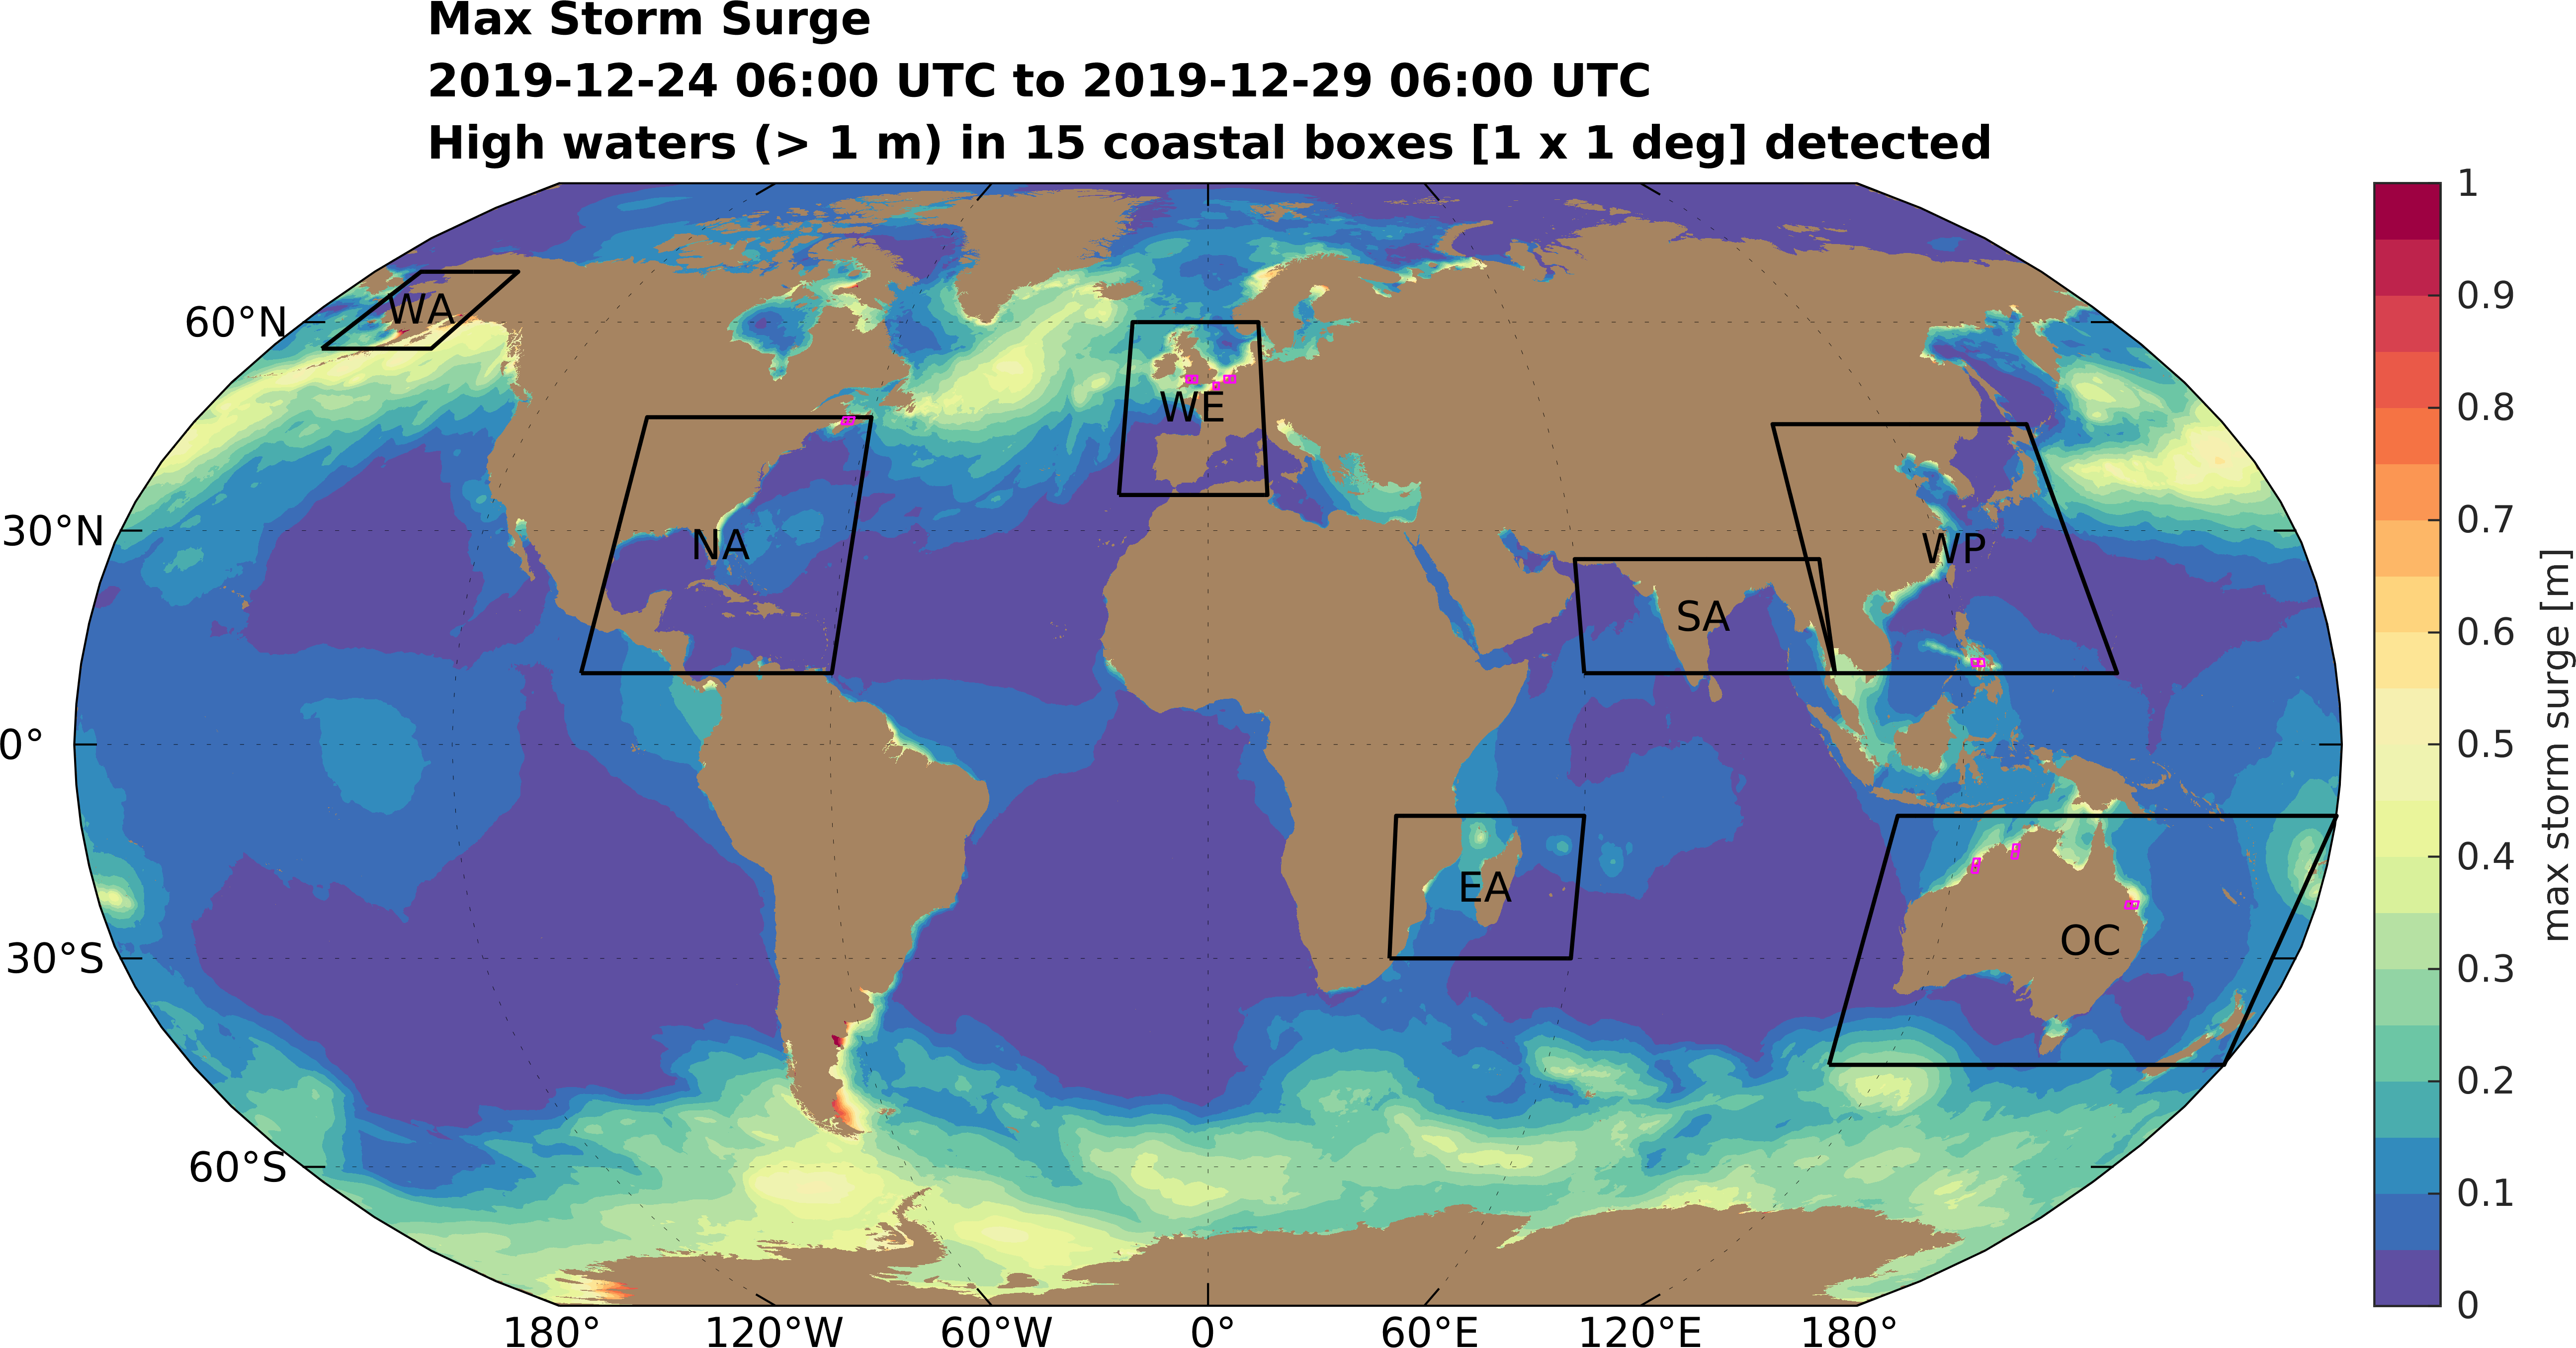 Max Storm Surge
2019-12-24 06:00 UTC to 2019-12-29 06:00 UTC
High waters (> 1 m) in 15 coastal boxes [1 x 1 deg] detected
60°N
30°N
0°
30°S
60°S
WA
NA
WE
SA
WP
EA
OC
180°
120°W
60°W
0°
60°E
120°E
180°
1
0.9
0.8
0.7
0.6
0.5
0.4
0.3
0.2
0.1
0
max storm surge [m]